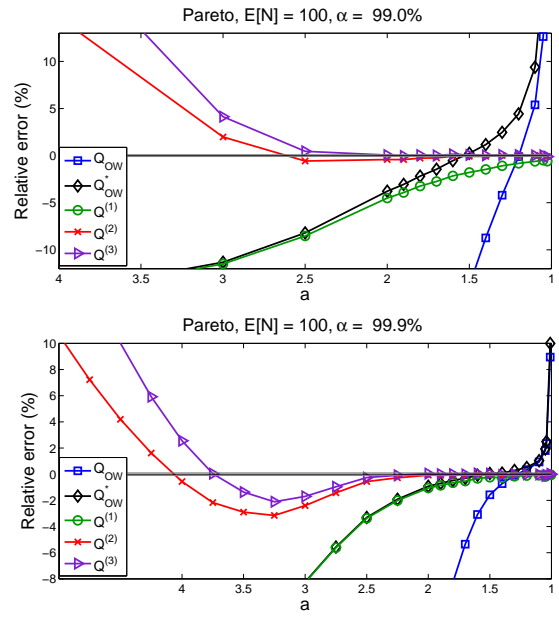 Pareto, E[N] = 100, α = 99.0%
Relative error (%)
10
5
0
−5
−10
Q_OW
Q*_OW
Q^(1)
Q^(2)
Q^(3)
4 3.5 3 2.5 2 1.5 1
a
Pareto, E[N] = 100, α = 99.9%
Relative error (%)
10
8
6
4
2
0
−2
−4
−6
−8
Q_OW
Q*_OW
Q^(1)
Q^(2)
Q^(3)
4 3.5 3 2.5 2 1.5 1
a